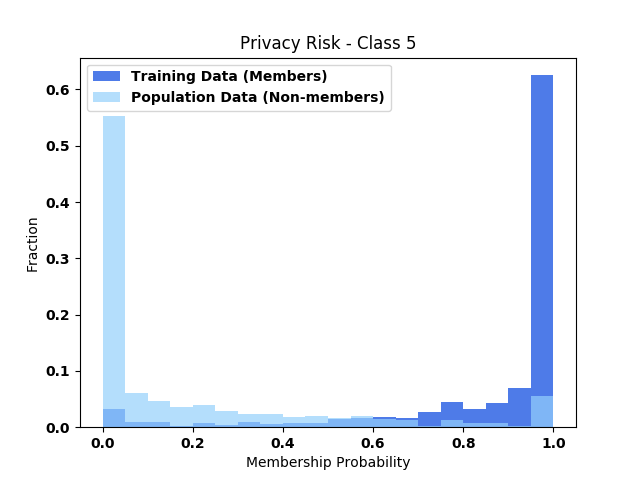 Privacy Risk - Class 5
Training Data (Members)
Population Data (Non-members)
0.6
0.5
0.4
0.3
0.2
0.1
0.0
Fraction
0.0 0.2 0.4 0.6 0.8 1.0
Membership Probability